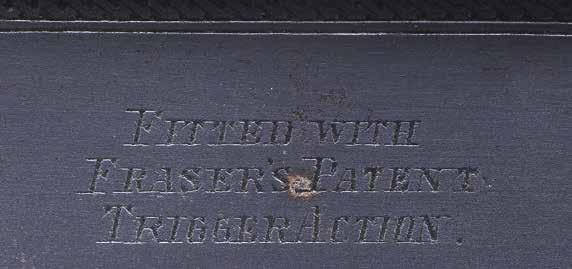 FITTED WITH
FRASER'S PATENT
TRIGGER ACTION.